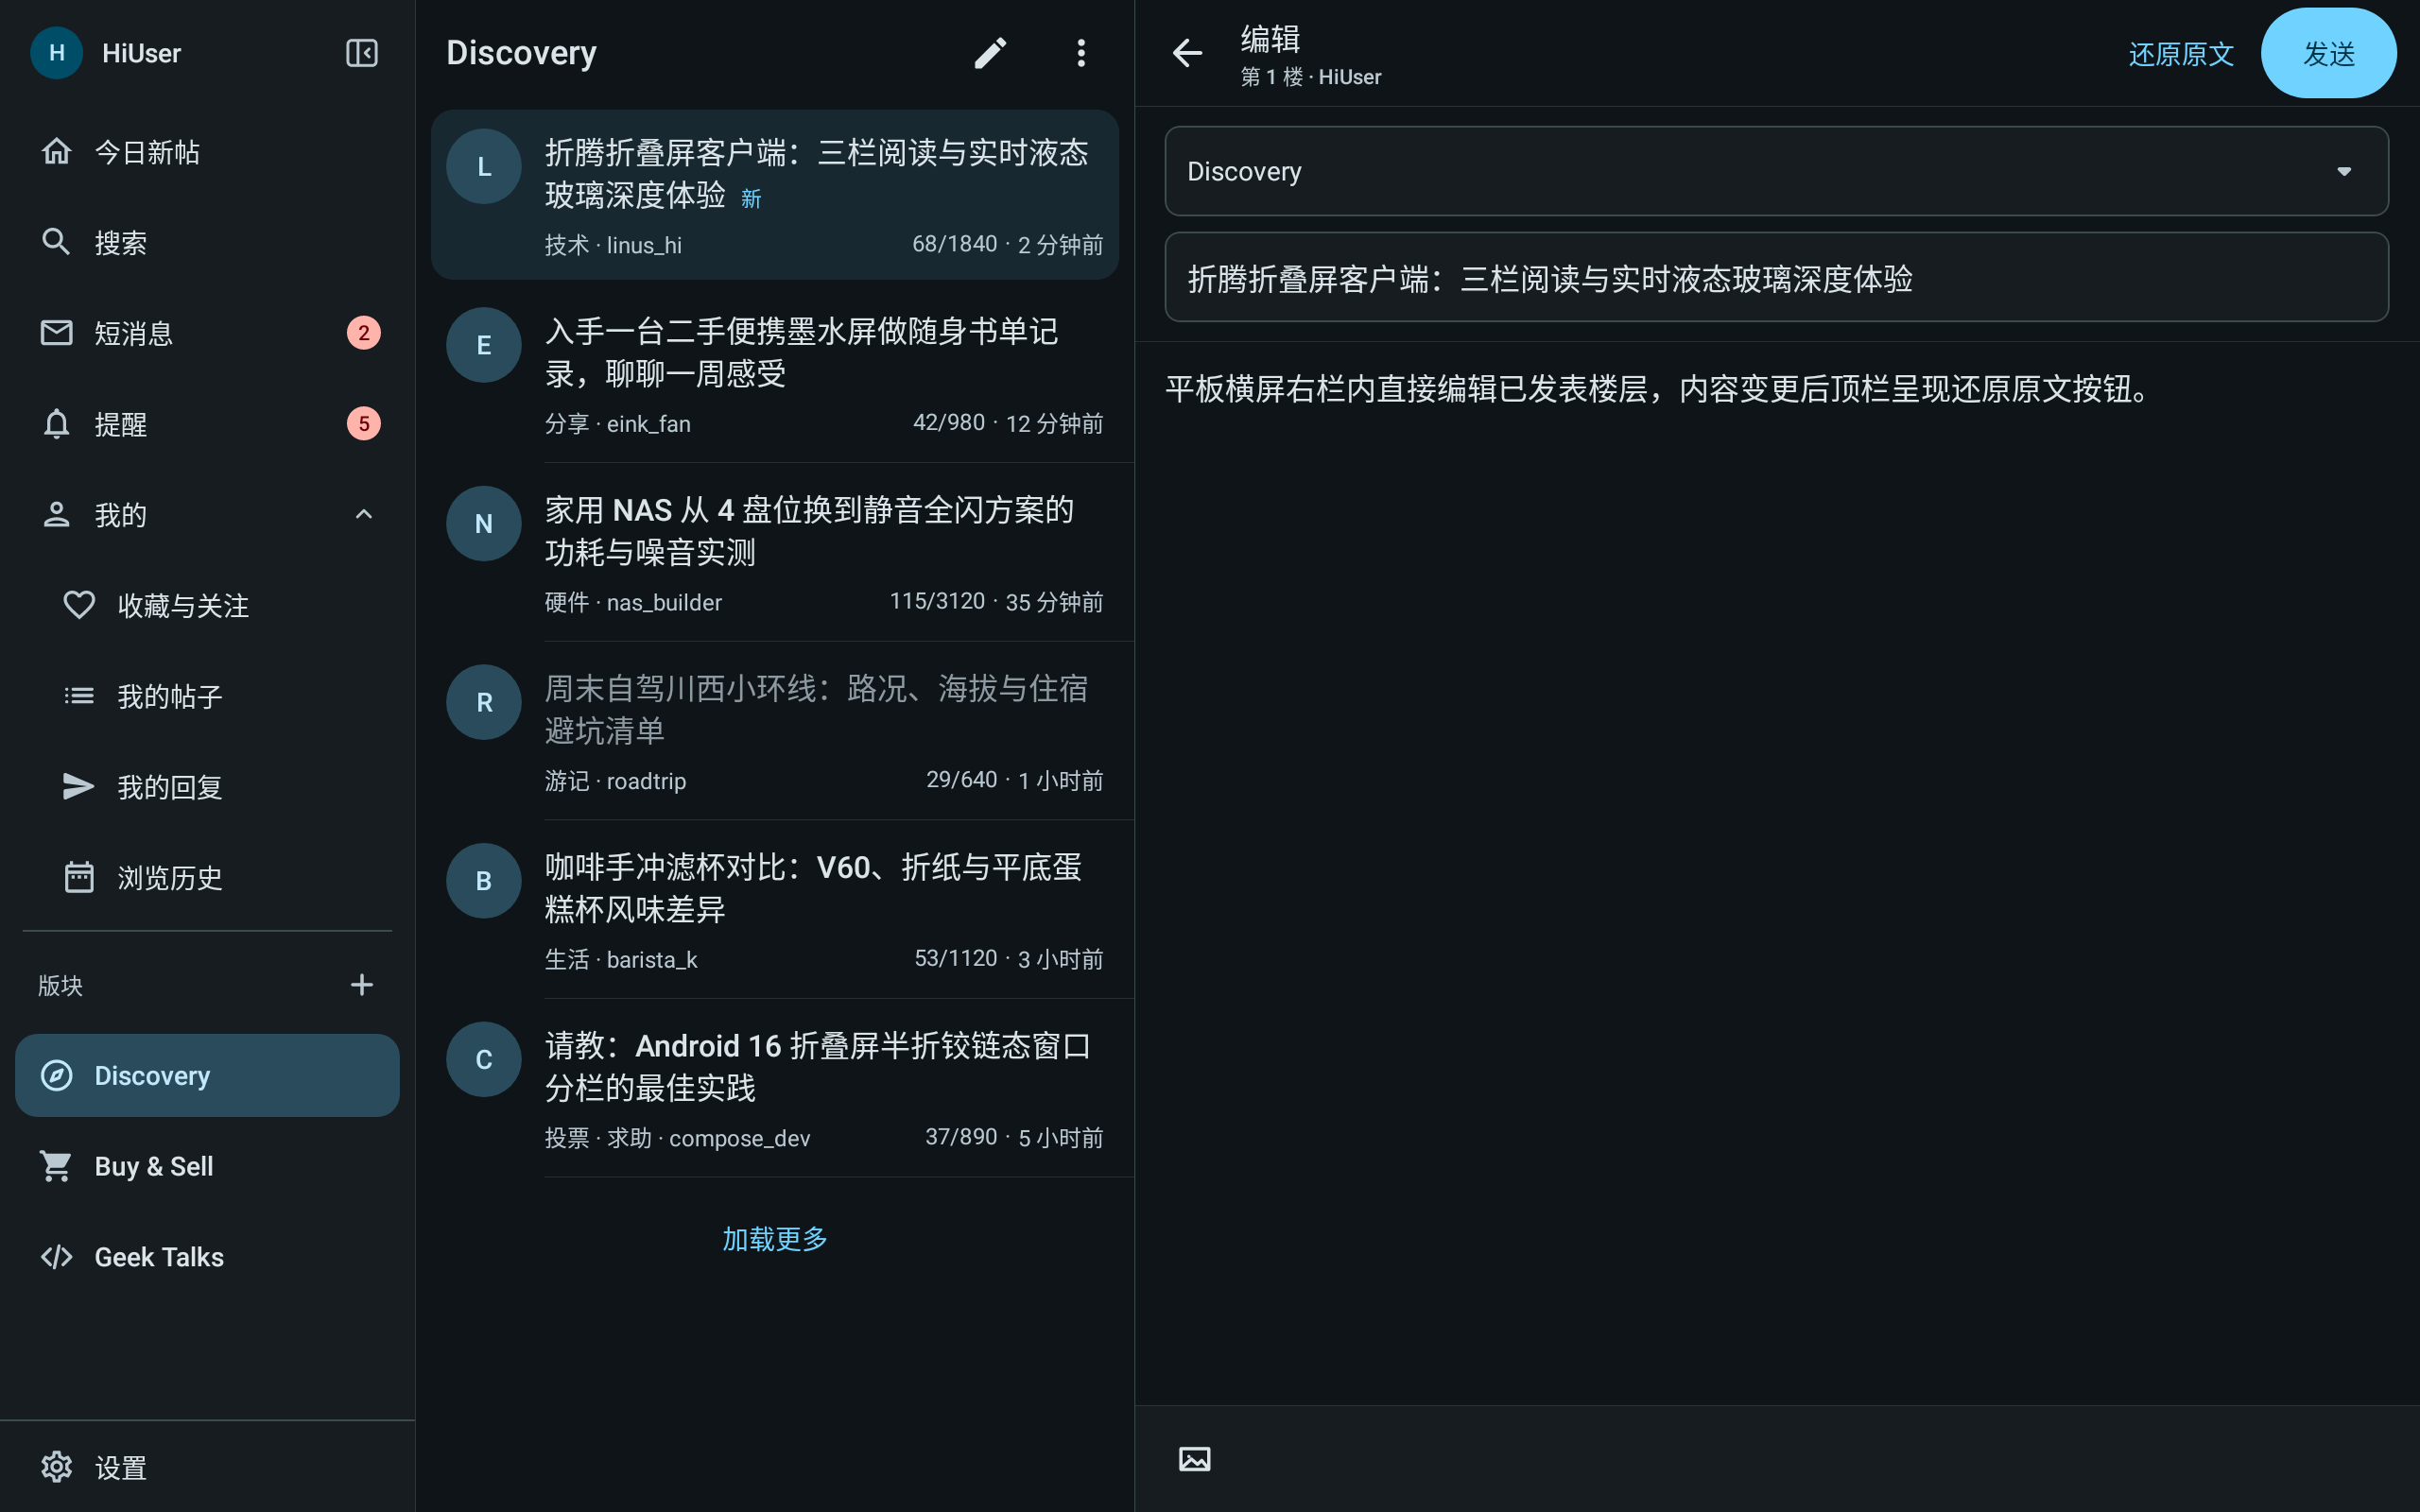 H HiUser
今日新帖
搜索
短消息 2
提醒 5
我的
收藏与关注
我的帖子
我的回复
浏览历史
版块
Discovery
Buy & Sell
Geek Talks
设置
Discovery
L
折腾折叠屏客户端：三栏阅读与实时液态
玻璃深度体验 新
技术 · linus_hi 68/1840 · 2 分钟前
E
入手一台二手便携墨水屏做随身书单记
录，聊聊一周感受
分享 · eink_fan 42/980 · 12 分钟前
N
家用 NAS 从 4 盘位换到静音全闪方案的
功耗与噪音实测
硬件 · nas_builder 115/3120 · 35 分钟前
R
周末自驾川西小环线：路况、海拔与住宿
避坑清单
游记 · roadtrip 29/640 · 1 小时前
B
咖啡手冲滤杯对比：V60、折纸与平底蛋
糕杯风味差异
生活 · barista_k 53/1120 · 3 小时前
C
请教：Android 16 折叠屏半折铰链态窗口
分栏的最佳实践
投票 · 求助 · compose_dev 37/890 · 5 小时前
加载更多
编辑
第 1 楼 · HiUser
还原原文 发送
Discovery
折腾折叠屏客户端：三栏阅读与实时液态玻璃深度体验
平板横屏右栏内直接编辑已发表楼层，内容变更后顶栏呈现还原原文按钮。